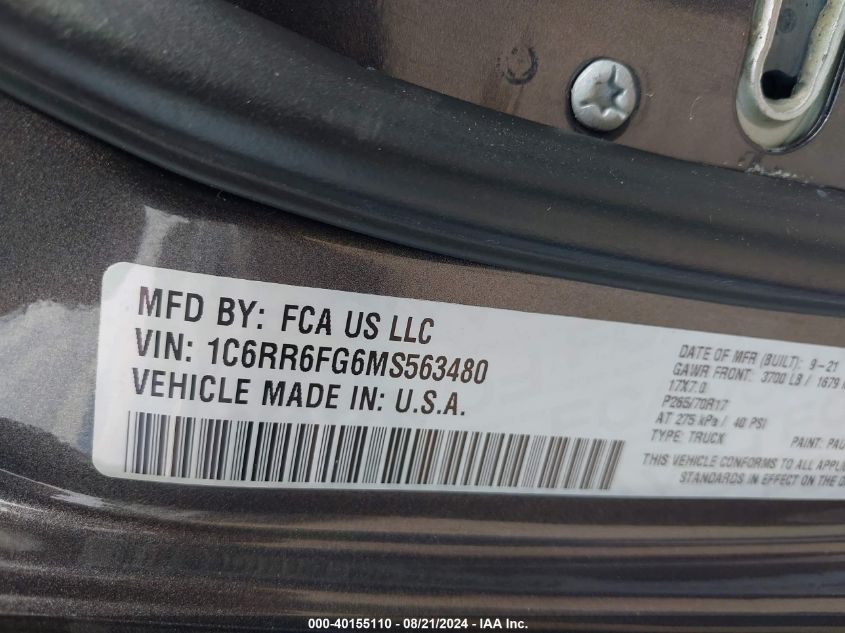 MFD BY: FCA US LLC
VIN: 1C6RR6FG6MS563480
VEHICLE MADE IN: U.S.A.
DATE OF MFR (BUILT): 9-21
GAWR FRONT: 3700 LB / 1679
17X7.0
P265/70R17
AT 275 kPa / 40 PSI
TYPE: TRUCK PAINT: PAU
THIS VEHICLE CONFORMS TO ALL APPL
STANDARDS IN EFFECT ON THE D
000-40155110 - 08/21/2024 - IAA Inc.